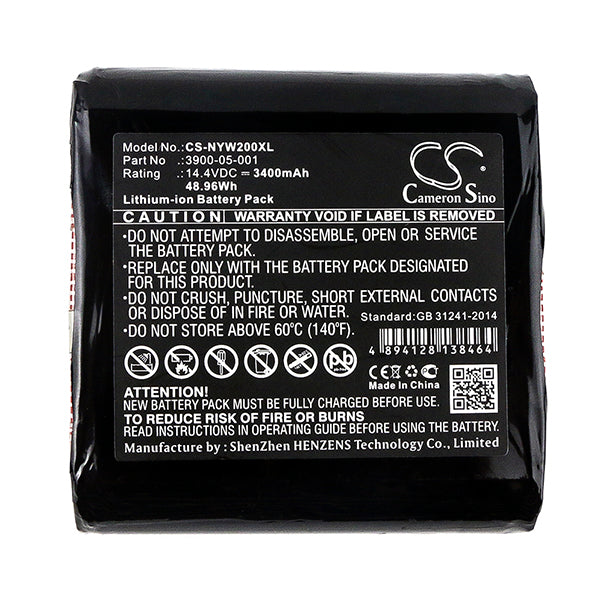 Model No.: CS-NYW200XL
Part No :3900-05-001
Rating :14.4VDC ⎓ 3400mAh
48.96Wh
Lithium-ion Battery Pack
CS
Cameron Sino
CAUTION WARRANTY VOID IF LABEL IS REMOVED
•DO NOT ATTEMPT TO DISASSEMBLE, OPEN OR SERVICE
THE BATTERY PACK.
•REPLACE ONLY WITH THE BATTERY PACK DESIGNATED
FOR THIS PRODUCT.
•DO NOT CRUSH, PUNCTURE, SHORT EXTERNAL CONTACTS
OR DISPOSE OF IN FIRE OR WATER.
Standard:GB 31241-2014
•DO NOT STORE ABOVE 60°C (140°F).
4 894128 138464
Pb
CE
Made In China
ATTENTION!
NEW BATTERY PACK MUST BE FULLY CHARGED BEFORE USE.
TO REDUCE RISK OF FIRE OR BURNS
READ INSTRUCTIONS IN OPERATING MANUAL BEFORE USE.
Manufacture by : ShenZhen HENZENS Technology Co., Limited